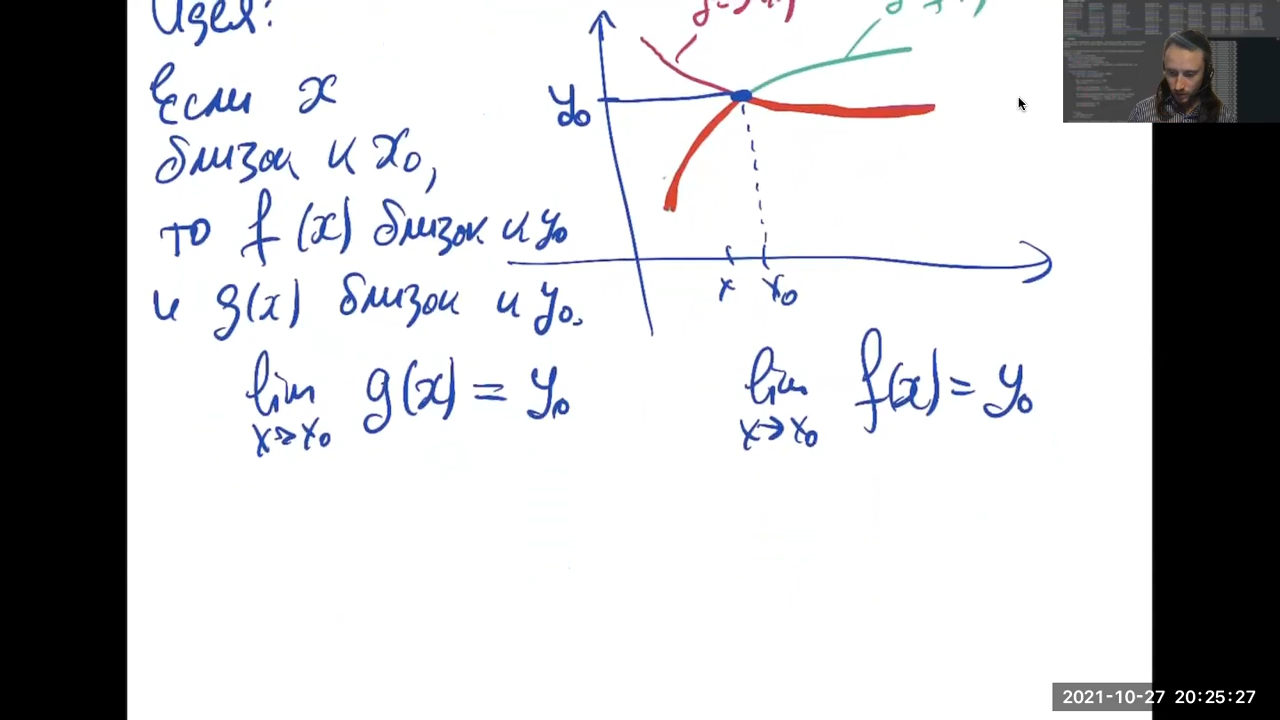 Идея:
Если x
близок к x₀,
то f(x) близок к y₀
и g(x) близок к y₀.
y₀
x x₀
lim g(x) = y₀
x→x₀
lim f(x) = y₀
x→x₀
2021-10-27 20:25:27